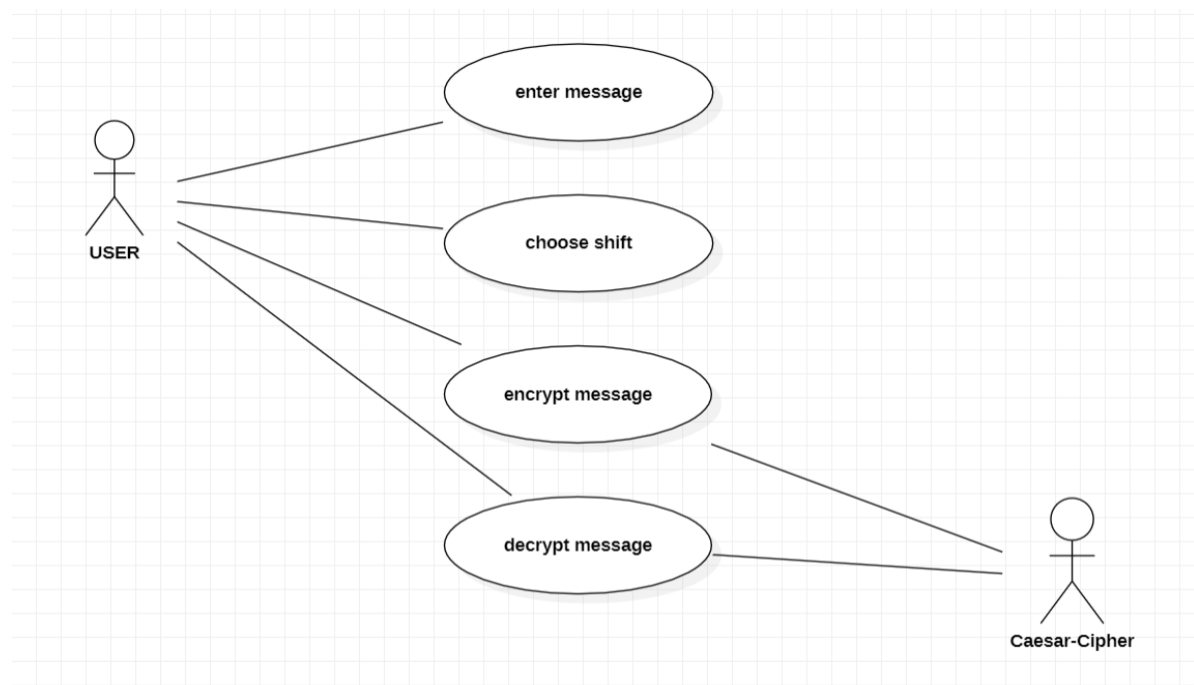 enter message
USER
choose shift
encrypt message
decrypt message
Caesar-Cipher